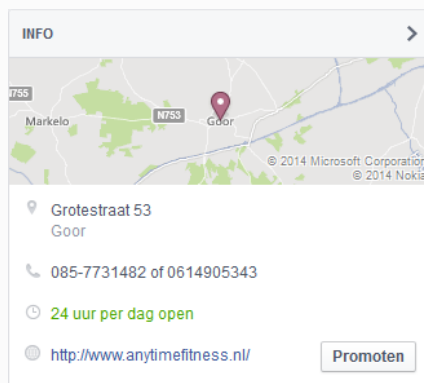 INFO
N755
Markelo
N753
Goor
© 2014 Microsoft Corporation
© 2014 Nokia
Grotestraat 53
Goor
085-7731482 of 0614905343
24 uur per dag open
http://www.anytimefitness.nl/
Promoten